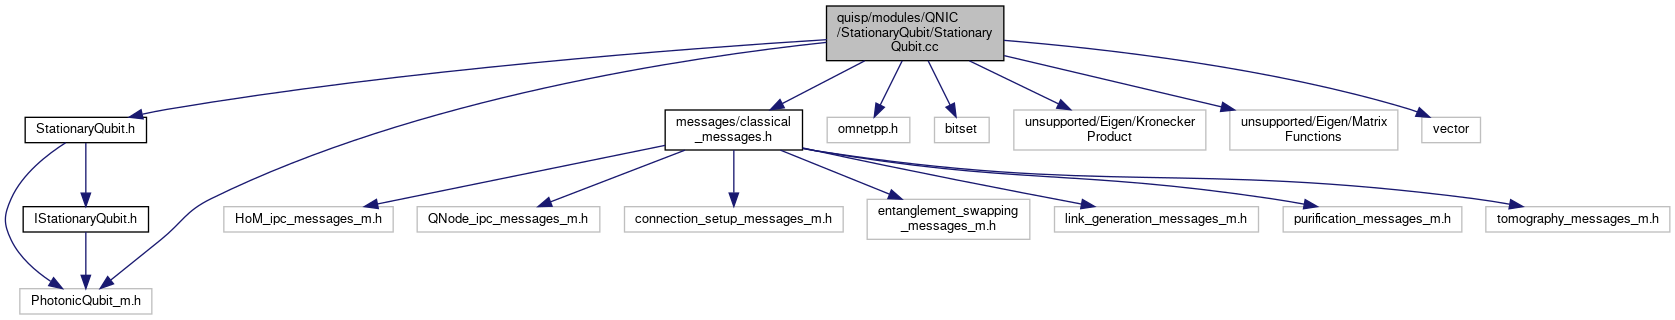 quisp/modules/QNIC
/StationaryQubit/Stationary
Qubit.cc
StationaryQubit.h
messages/classical
_messages.h
omnetpp.h
bitset
unsupported/Eigen/Kronecker
Product
unsupported/Eigen/Matrix
Functions
vector
IStationaryQubit.h
HoM_ipc_messages_m.h
QNode_ipc_messages_m.h
connection_setup_messages_m.h
entanglement_swapping
_messages_m.h
link_generation_messages_m.h
purification_messages_m.h
tomography_messages_m.h
PhotonicQubit_m.h